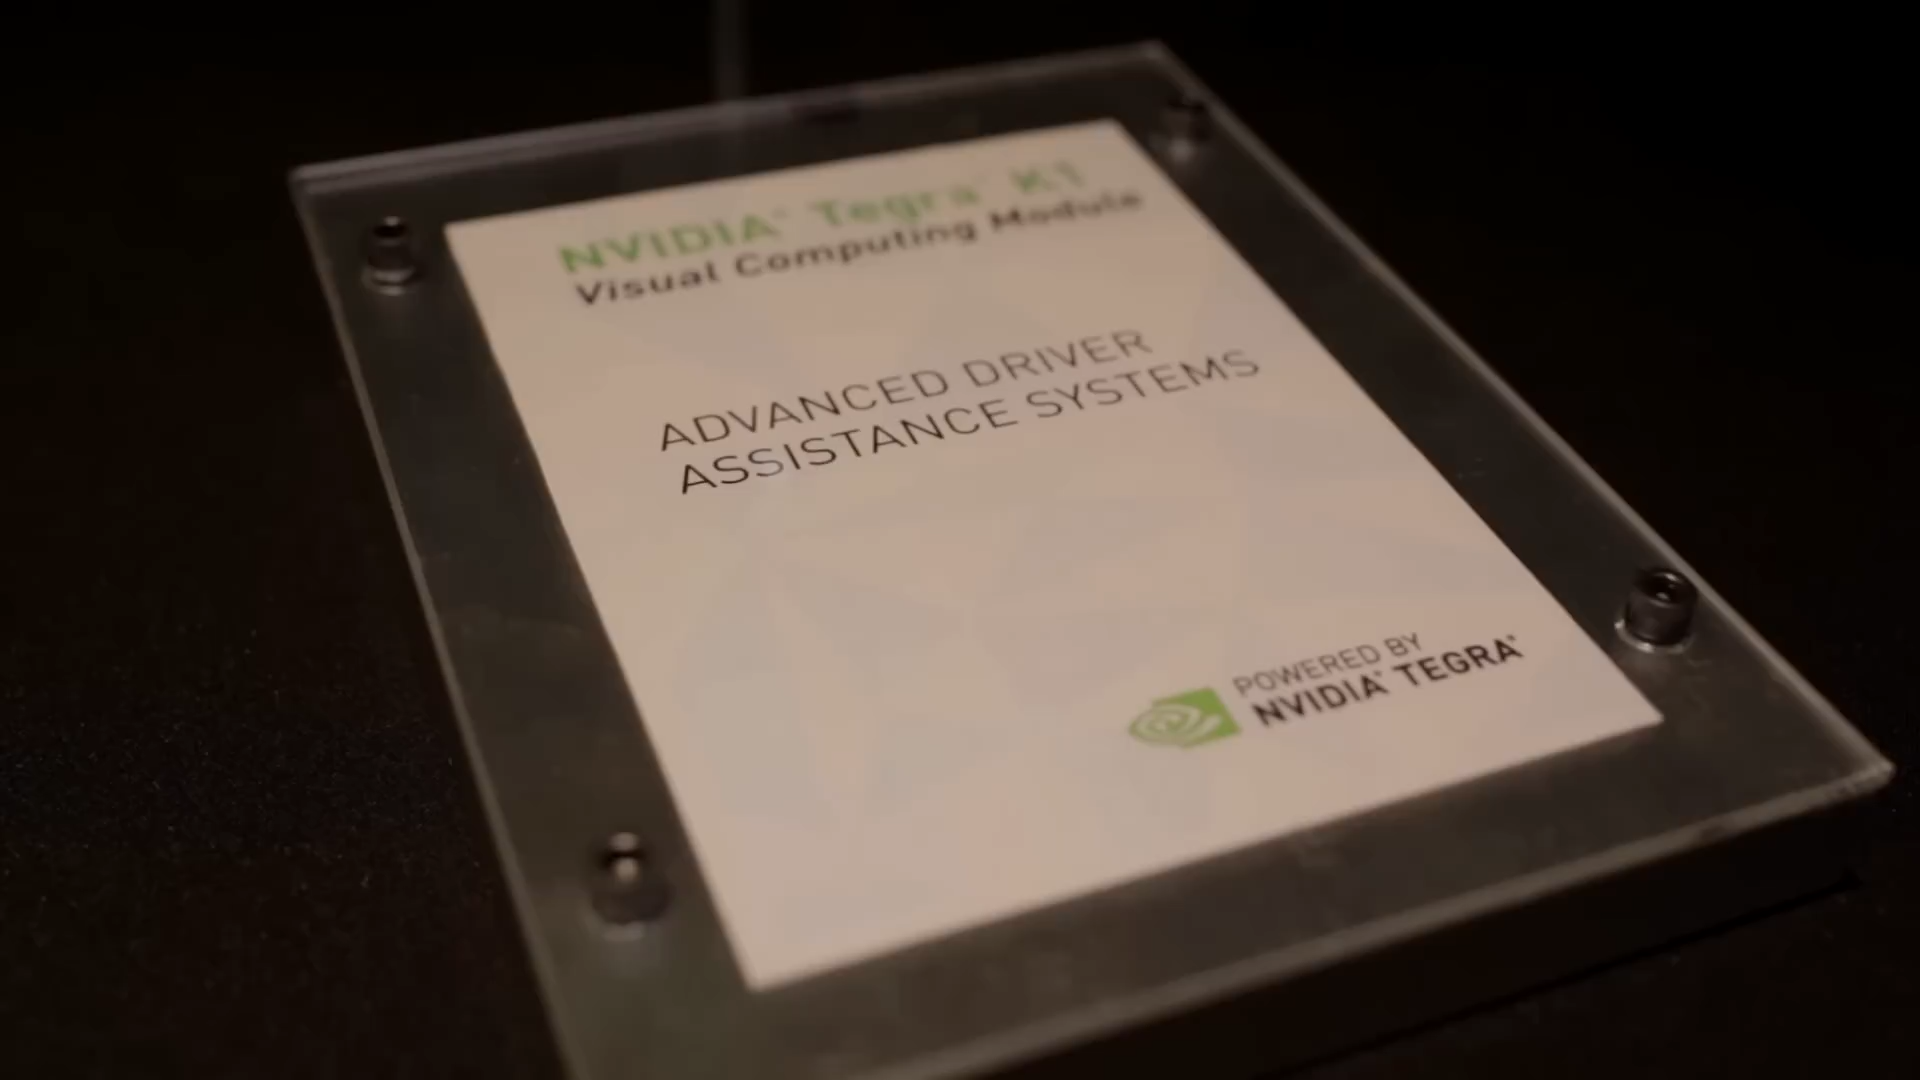 NVIDIA® Tegra® K1
Visual Computing Module
ADVANCED DRIVER
ASSISTANCE SYSTEMS
POWERED BY
NVIDIA® TEGRA®